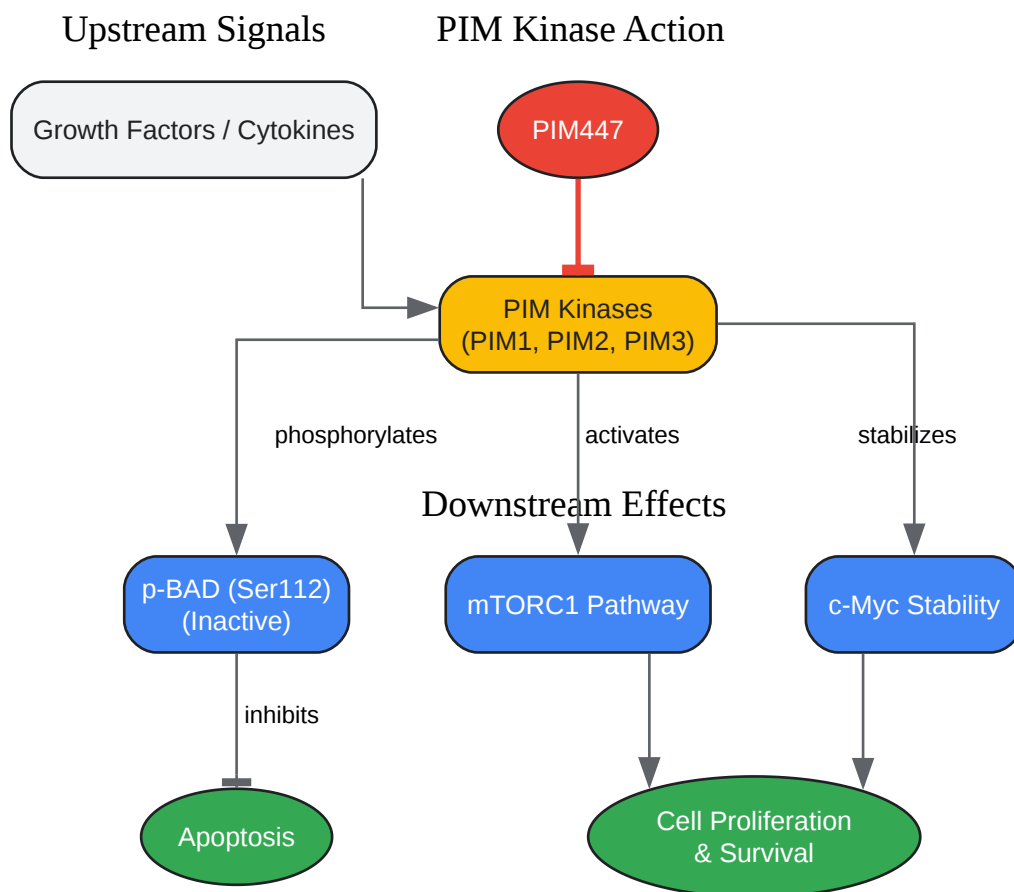 Upstream Signals
PIM Kinase Action
Growth Factors / Cytokines
PIM447
PIM Kinases
(PIM1, PIM2, PIM3)
phosphorylates
activates
stabilizes
Downstream Effects
p-BAD (Ser112)
(Inactive)
mTORC1 Pathway
c-Myc Stability
inhibits
Apoptosis
Cell Proliferation
& Survival